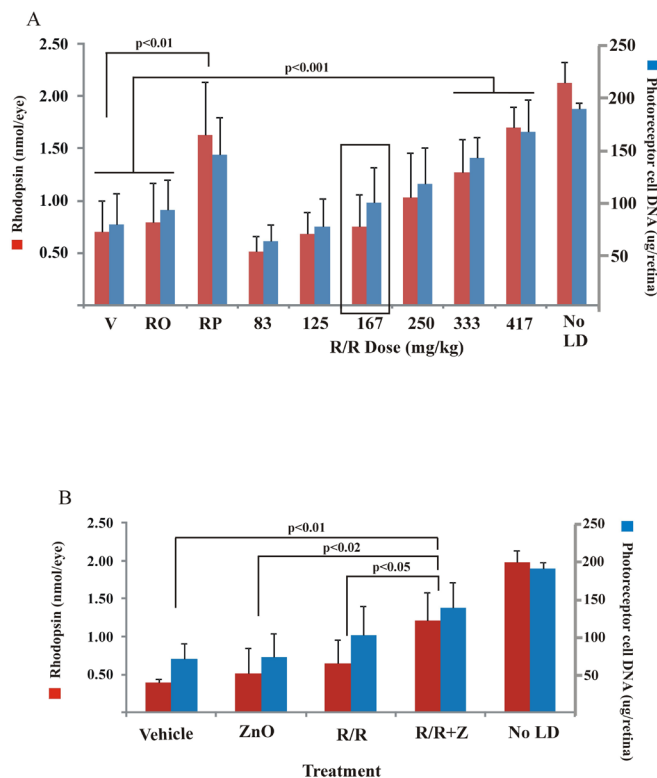 A
p<0.01
p<0.001
2.50
2.00
1.50
1.00
0.50
Rhodopsin (nmol/eye)
250
200
150
100
50
Photoreceptor cell DNA
(ug/retina)
V RO RP 83 125 167 250 333 417 No
LD
R/R Dose (mg/kg)
B
p<0.01
p<0.02
p<0.05
2.50
2.00
1.50
1.00
0.50
Rhodopsin (nmol/eye)
250
200
150
100
50
Photoreceptor cell DNA
(ug/retina)
Vehicle ZnO R/R R/R+Z No LD
Treatment